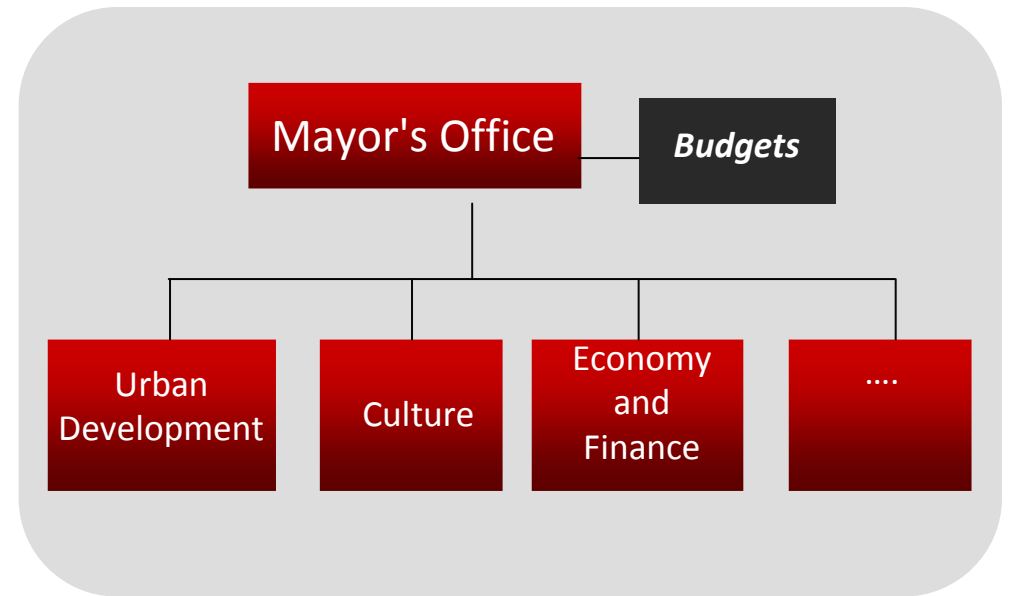 Mayor's Office
Budgets
Urban
Development
Culture
Economy
and
Finance
....